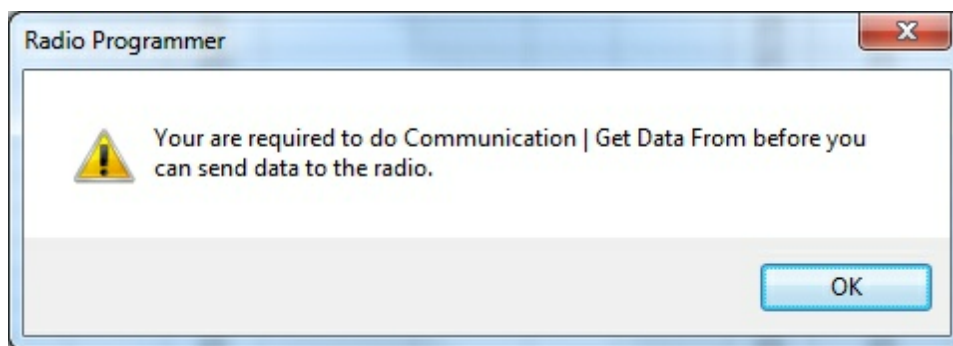 Radio Programmer
Your are required to do Communication | Get Data From before you
can send data to the radio.
OK